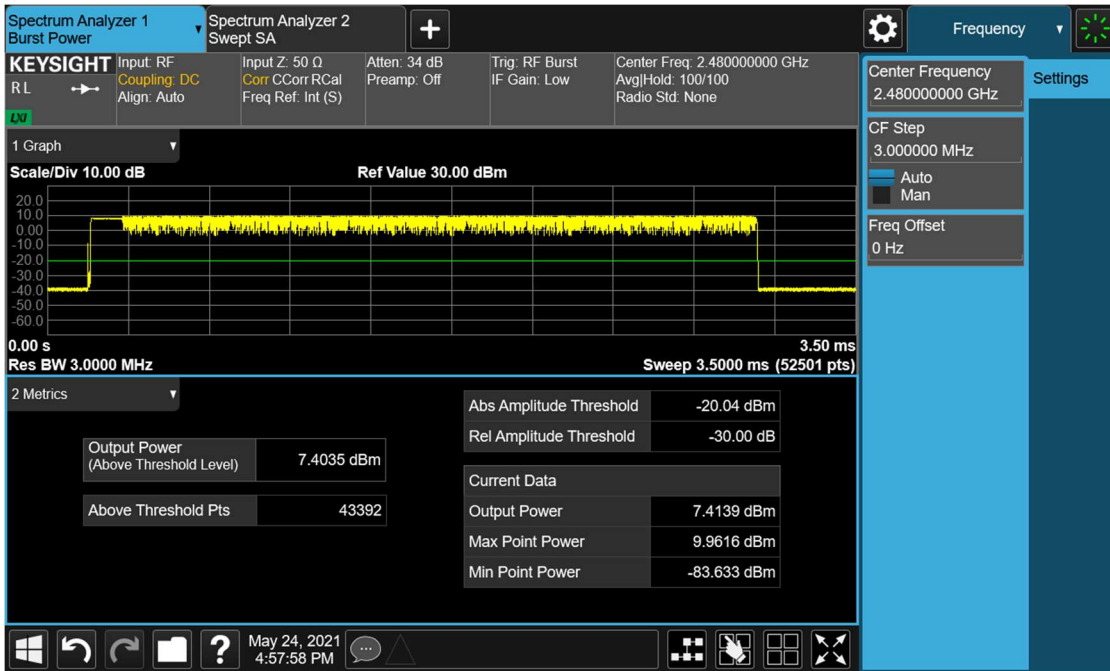 Spectrum Analyzer 1
Burst Power
Spectrum Analyzer 2
Swept SA
Frequency
KEYSIGHT
R L
LXI
Input: RF
Coupling: DC
Align: Auto
Input Z: 50 Ω
Corr CCorr RCal
Freq Ref: Int (S)
Atten: 34 dB
Preamp: Off
Trig: RF Burst
IF Gain: Low
Center Freq: 2.480000000 GHz
Avg|Hold: 100/100
Radio Std: None
Center Frequency
2.480000000 GHz
Settings
CF Step
3.000000 MHz
Auto
Man
Freq Offset
0 Hz
1 Graph
Scale/Div 10.00 dB
Ref Value 30.00 dBm
20.0
10.0
0.00
-10.0
-20.0
-30.0
-40.0
-50.0
-60.0
0.00 s
3.50 ms
Res BW 3.0000 MHz
Sweep 3.5000 ms (52501 pts)
2 Metrics
Output Power
(Above Threshold Level)
7.4035 dBm
Above Threshold Pts
43392
Abs Amplitude Threshold
-20.04 dBm
Rel Amplitude Threshold
-30.00 dB
Current Data
Output Power
7.4139 dBm
Max Point Power
9.9616 dBm
Min Point Power
-83.633 dBm
May 24, 2021
4:57:58 PM